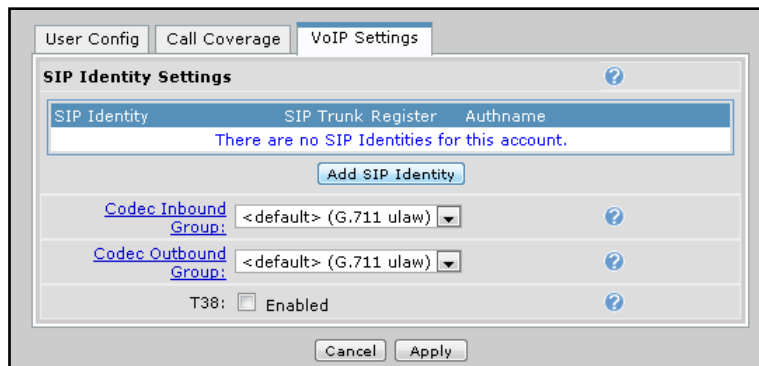 User Config Call Coverage VoIP Settings
SIP Identity Settings
SIP Identity SIP Trunk Register Authname
There are no SIP Identities for this account.
Add SIP Identity
Codec Inbound Group: <default> (G.711 ulaw)
Codec Outbound Group: <default> (G.711 ulaw)
T38: Enabled
Cancel Apply